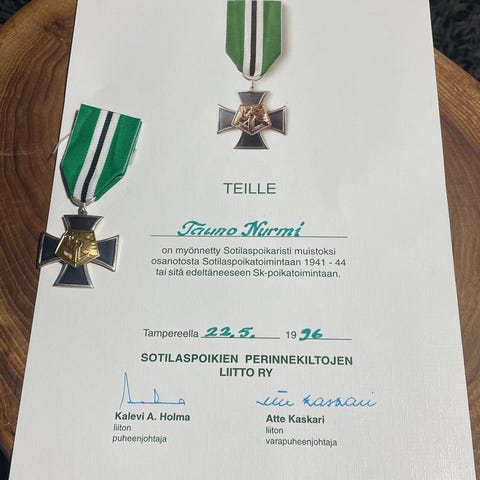 TEILLE
Tauno Nurmi
on myönnetty Sotilaspoikaristi muistoksi
osanotosta Sotilaspoikatoimintaan 1941 - 44
tai sitä edeltäneeseen Sk-poikatoimintaan.
Tampereella 22.5. 1996
SOTILASPOIKIEN PERINNEKILTOJEN
LIITTO RY
Kalevi A. Holma
liiton
puheenjohtaja
Atte Kaskari
liiton
varapuheenjohtaja